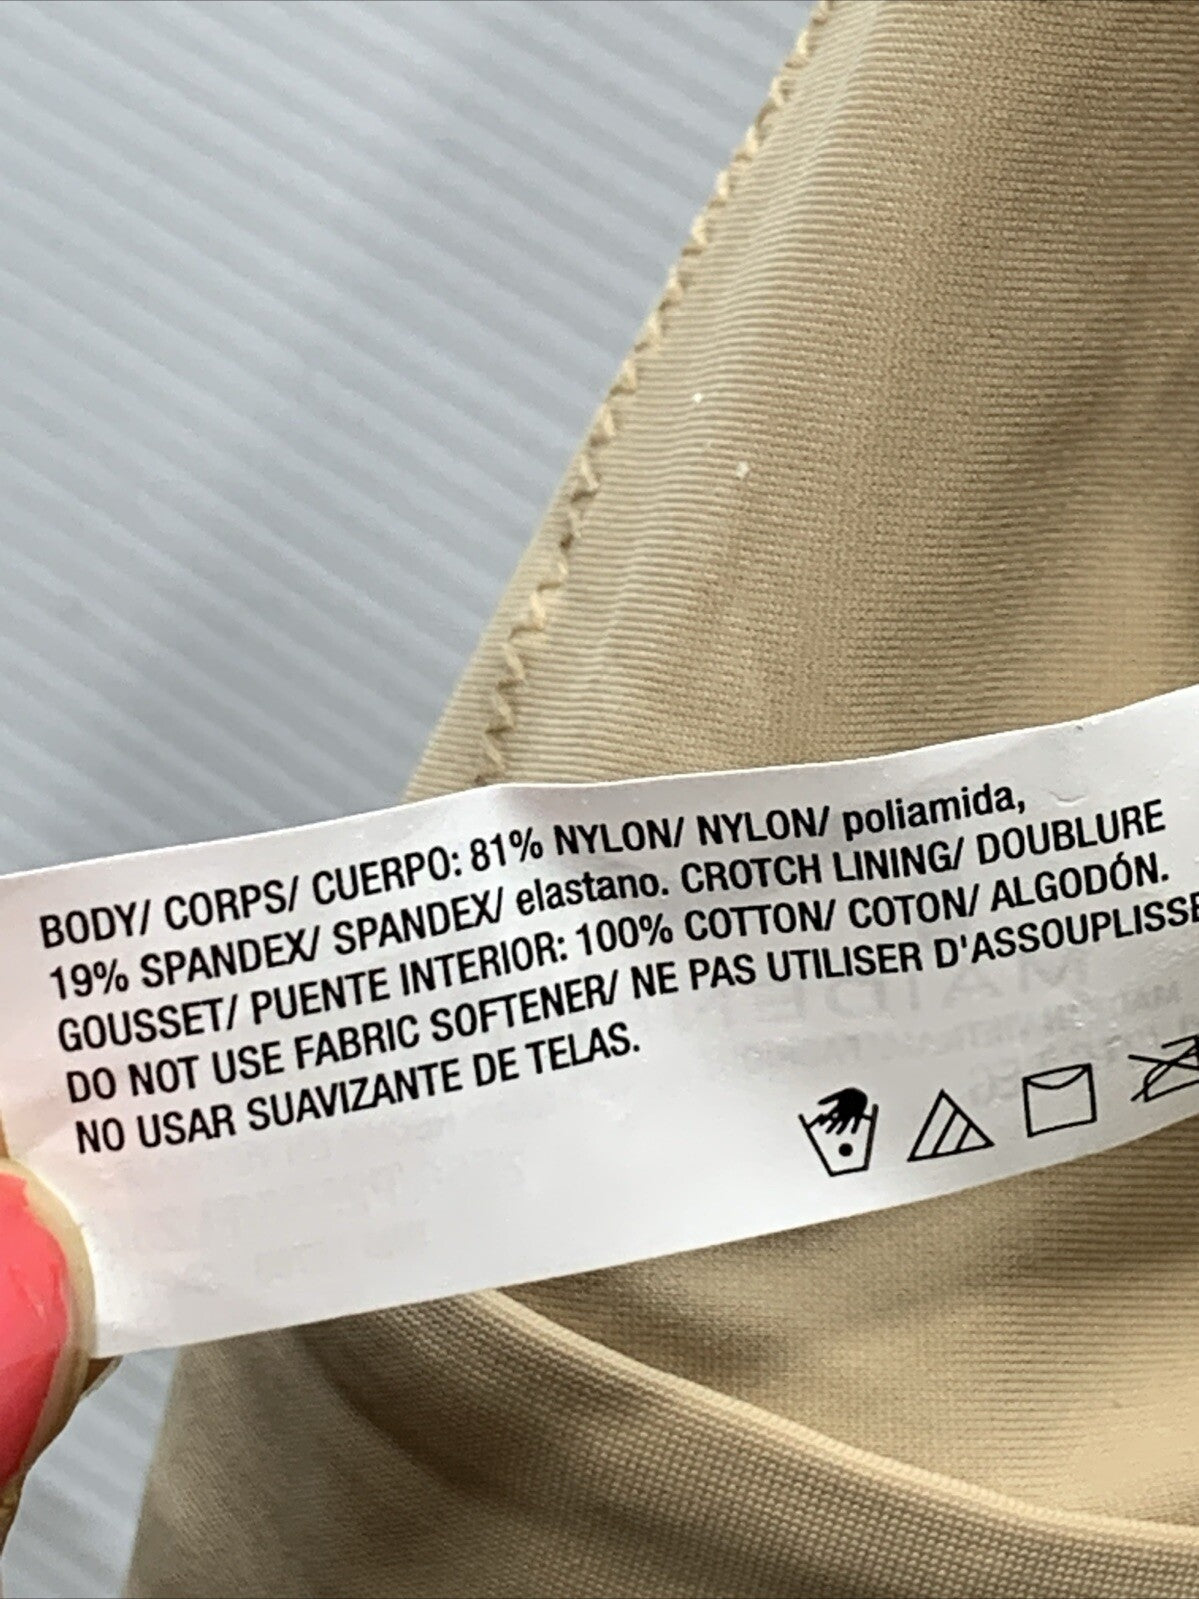 BODY/ CORPS/ CUERPO: 81% NYLON/ NYLON/ poliamida,
19% SPANDEX/ SPANDEX/ elastano. CROTCH LINING/ DOUBLURE
GOUSSET/ PUENTE INTERIOR: 100% COTTON/ COTON/ ALGODÓN.
DO NOT USE FABRIC SOFTENER/ NE PAS UTILISER
NO USAR SUAVIZANTE DE TELAS.